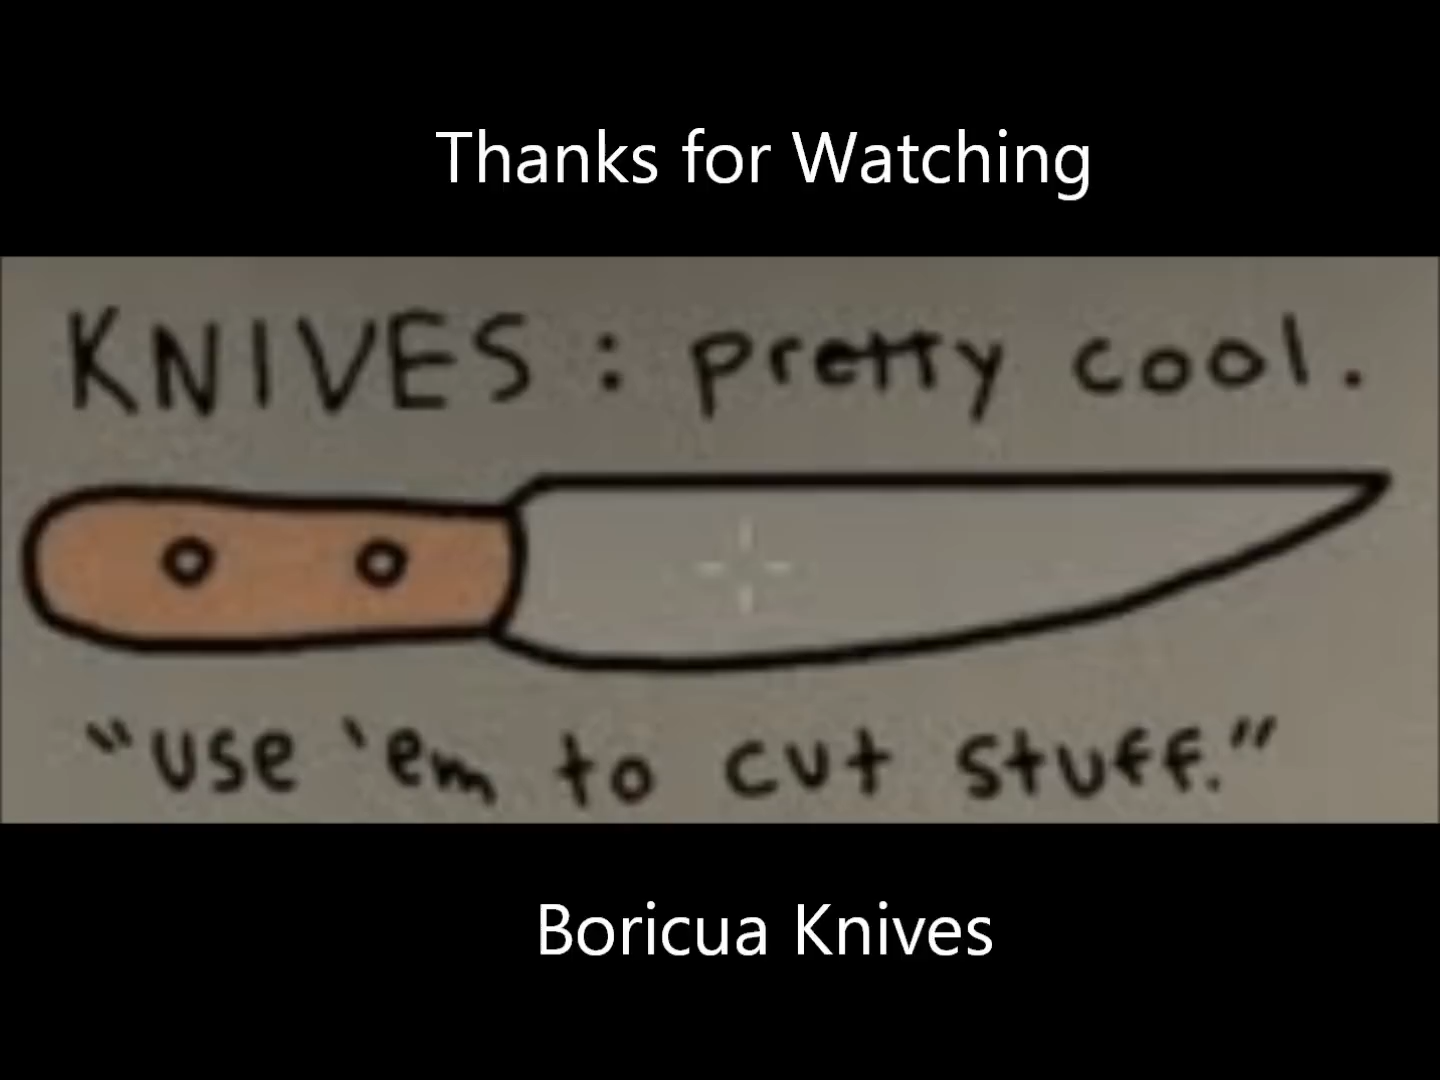 Thanks for Watching
KNIVES : pretty cool.
"use 'em to cut stuff."
Boricua Knives